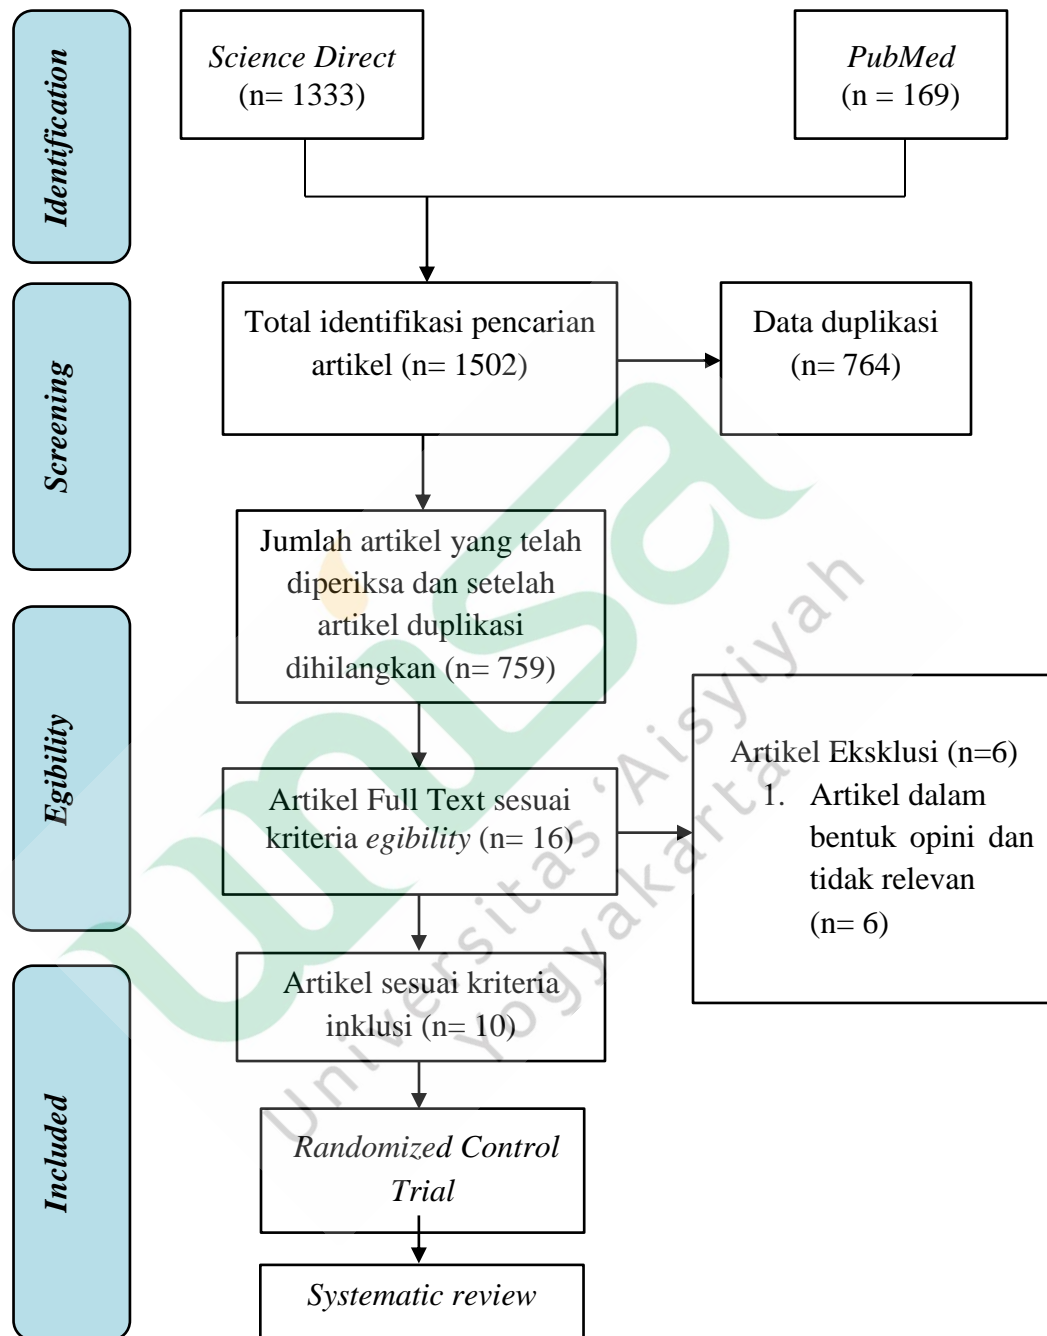 Identification
Science Direct
(n= 1333)
PubMed
(n = 169)
Screening
Total identifikasi pencarian
artikel (n= 1502)
Data duplikasi
(n= 764)
Jumlah artikel yang telah
diperiksa dan setelah
artikel duplikasi
dihilangkan (n= 759)
Egibility
Artikel Full Text sesuai
kriteria egibility (n= 16)
Artikel Eksklusi (n=6)
1. Artikel dalam
bentuk opini dan
tidak relevan
(n= 6)
Included
Artikel sesuai kriteria
inklusi (n= 10)
Randomized Control
Trial
Systematic review
unisa
Universitas ‘Aisyiyah
Yogyakarta